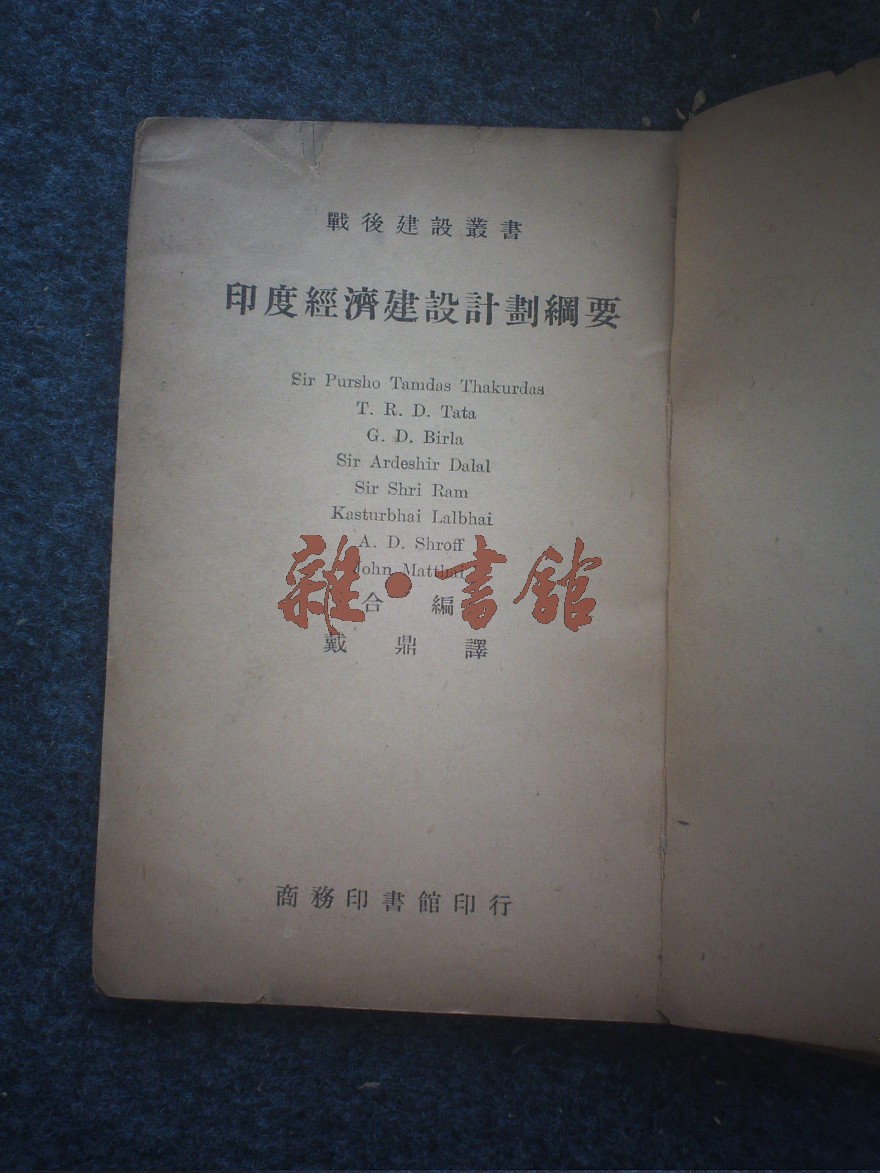 戰後建設叢書
印度經濟建設計劃綱要
Sir Pursho Tamdas Thakurdas
T. R. D. Tata
G. D. Birla
Sir Ardeshir Dalal
Sir Shri Ram
Kasturbhai Lalbhai
A. D. Shroff
John Matthai
雜·書館
合編
戴鼎譯
商務印書館印行